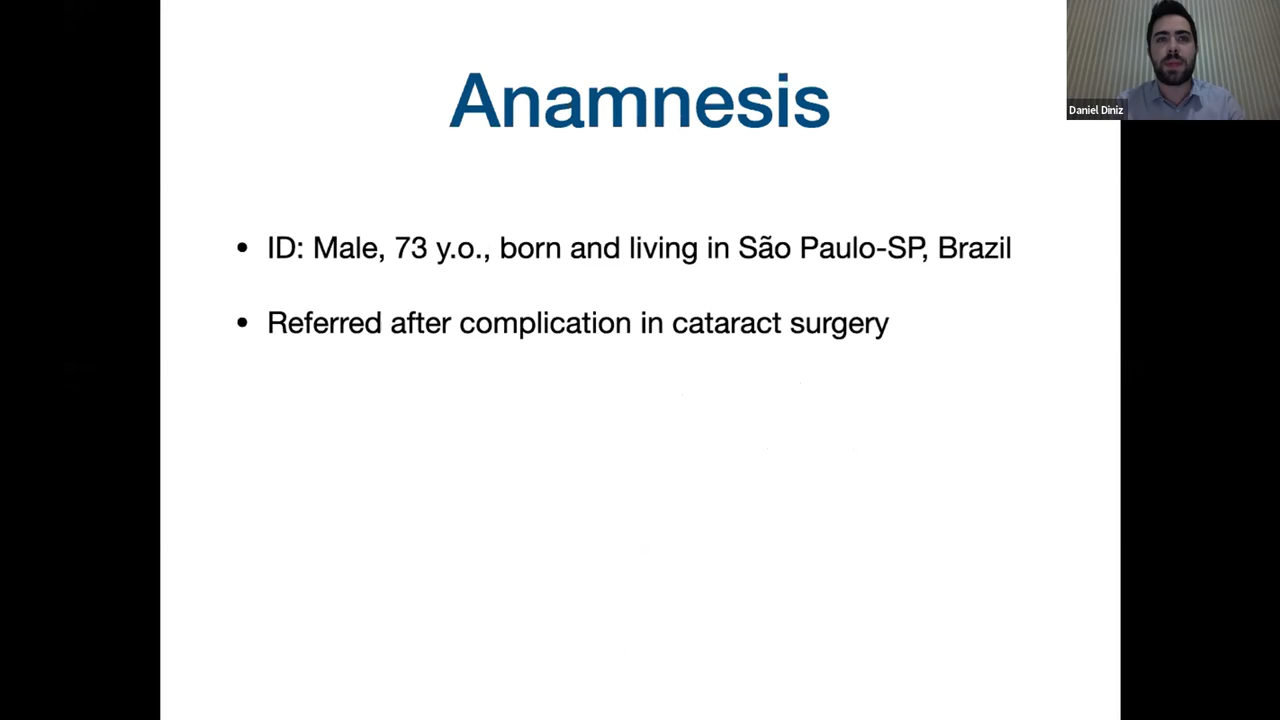 Anamnesis
Daniel Diniz
• ID: Male, 73 y.o., born and living in São Paulo-SP, Brazil
• Referred after complication in cataract surgery